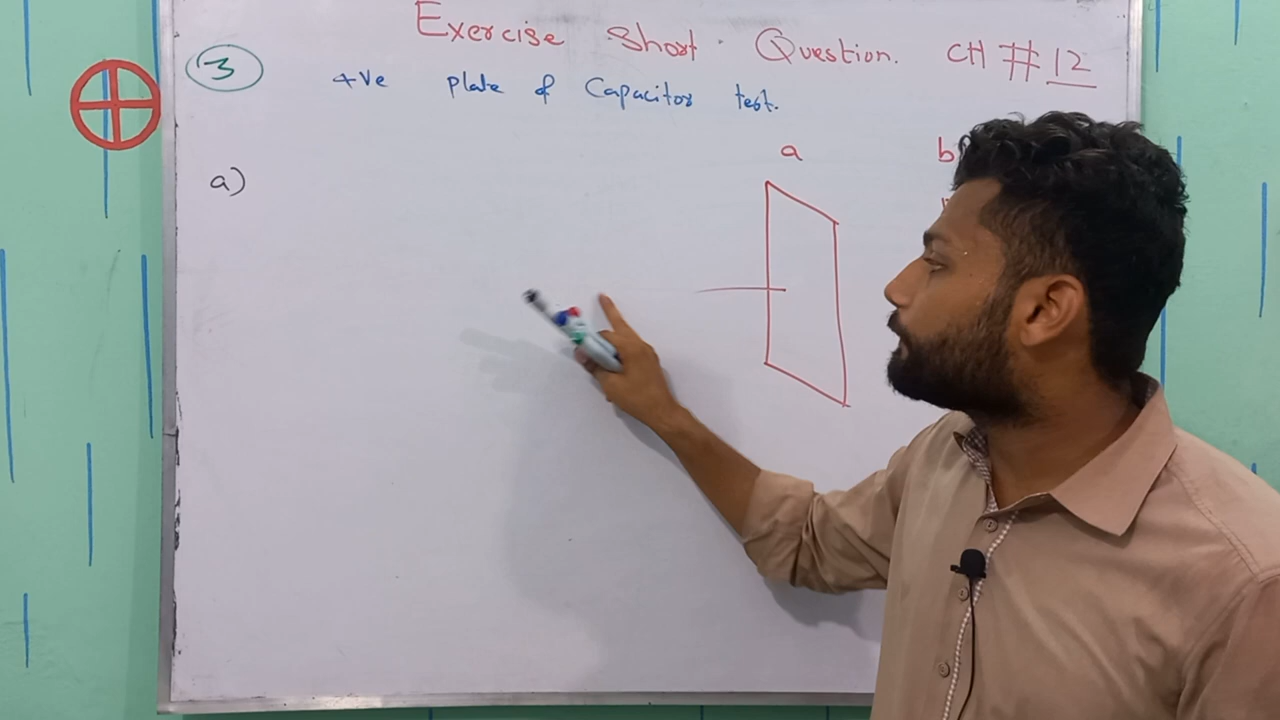 Exercise Short Question. CH # 12
3 +Ve plate of Capacitor test.
a b
a)